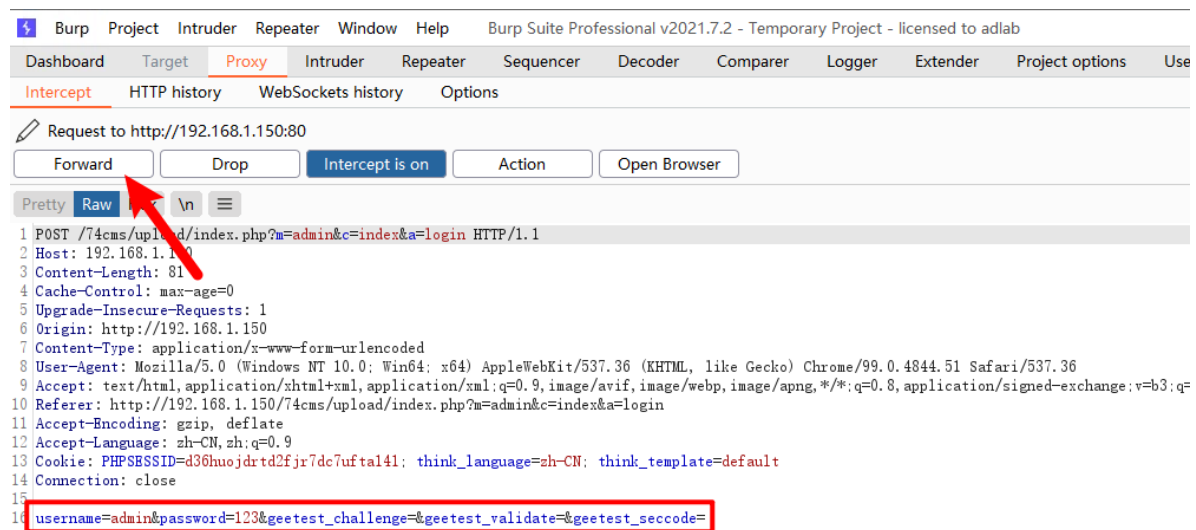 Burp Project Intruder Repeater Window Help Burp Suite Professional v2021.7.2 - Temporary Project - licensed to adlab
Dashboard Target Proxy Intruder Repeater Sequencer Decoder Comparer Logger Extender Project options Use
Intercept HTTP history WebSockets history Options
Request to http://192.168.1.150:80
Forward Drop Intercept is on Action Open Browser
Pretty Raw \n
1 POST /74cms/upload/index.php?m=admin&c=index&a=login HTTP/1.1
2 Host: 192.168.1.150
3 Content-Length: 81
4 Cache-Control: max-age=0
5 Upgrade-Insecure-Requests: 1
6 Origin: http://192.168.1.150
7 Content-Type: application/x-www-form-urlencoded
8 User-Agent: Mozilla/5.0 (Windows NT 10.0; Win64; x64) AppleWebKit/537.36 (KHTML, like Gecko) Chrome/99.0.4844.51 Safari/537.36
9 Accept: text/html,application/xhtml+xml,application/xml;q=0.9,image/avif,image/webp,image/apng,*/*;q=0.8,application/signed-exchange;v=b3;q=
10 Referer: http://192.168.1.150/74cms/upload/index.php?m=admin&c=index&a=login
11 Accept-Encoding: gzip, deflate
12 Accept-Language: zh-CN,zh;q=0.9
13 Cookie: PHPSESSID=d36huojdrtd2fjr7dc7ufta141; think_language=zh-CN; think_template=default
14 Connection: close
15
16 username=admin&password=123&geetest_challenge=&geetest_validate=&geetest_seccode=